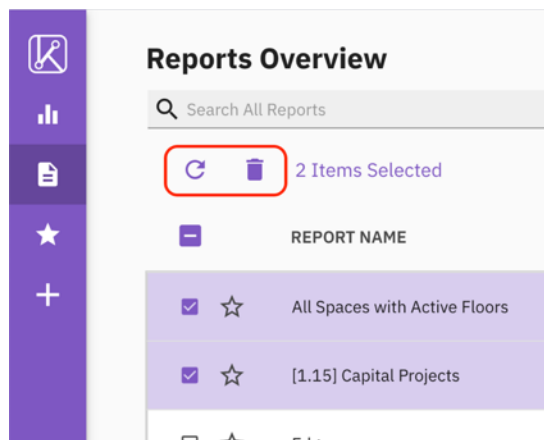 Reports Overview
Search All Reports
2 Items Selected
REPORT NAME
All Spaces with Active Floors
[1.15] Capital Projects